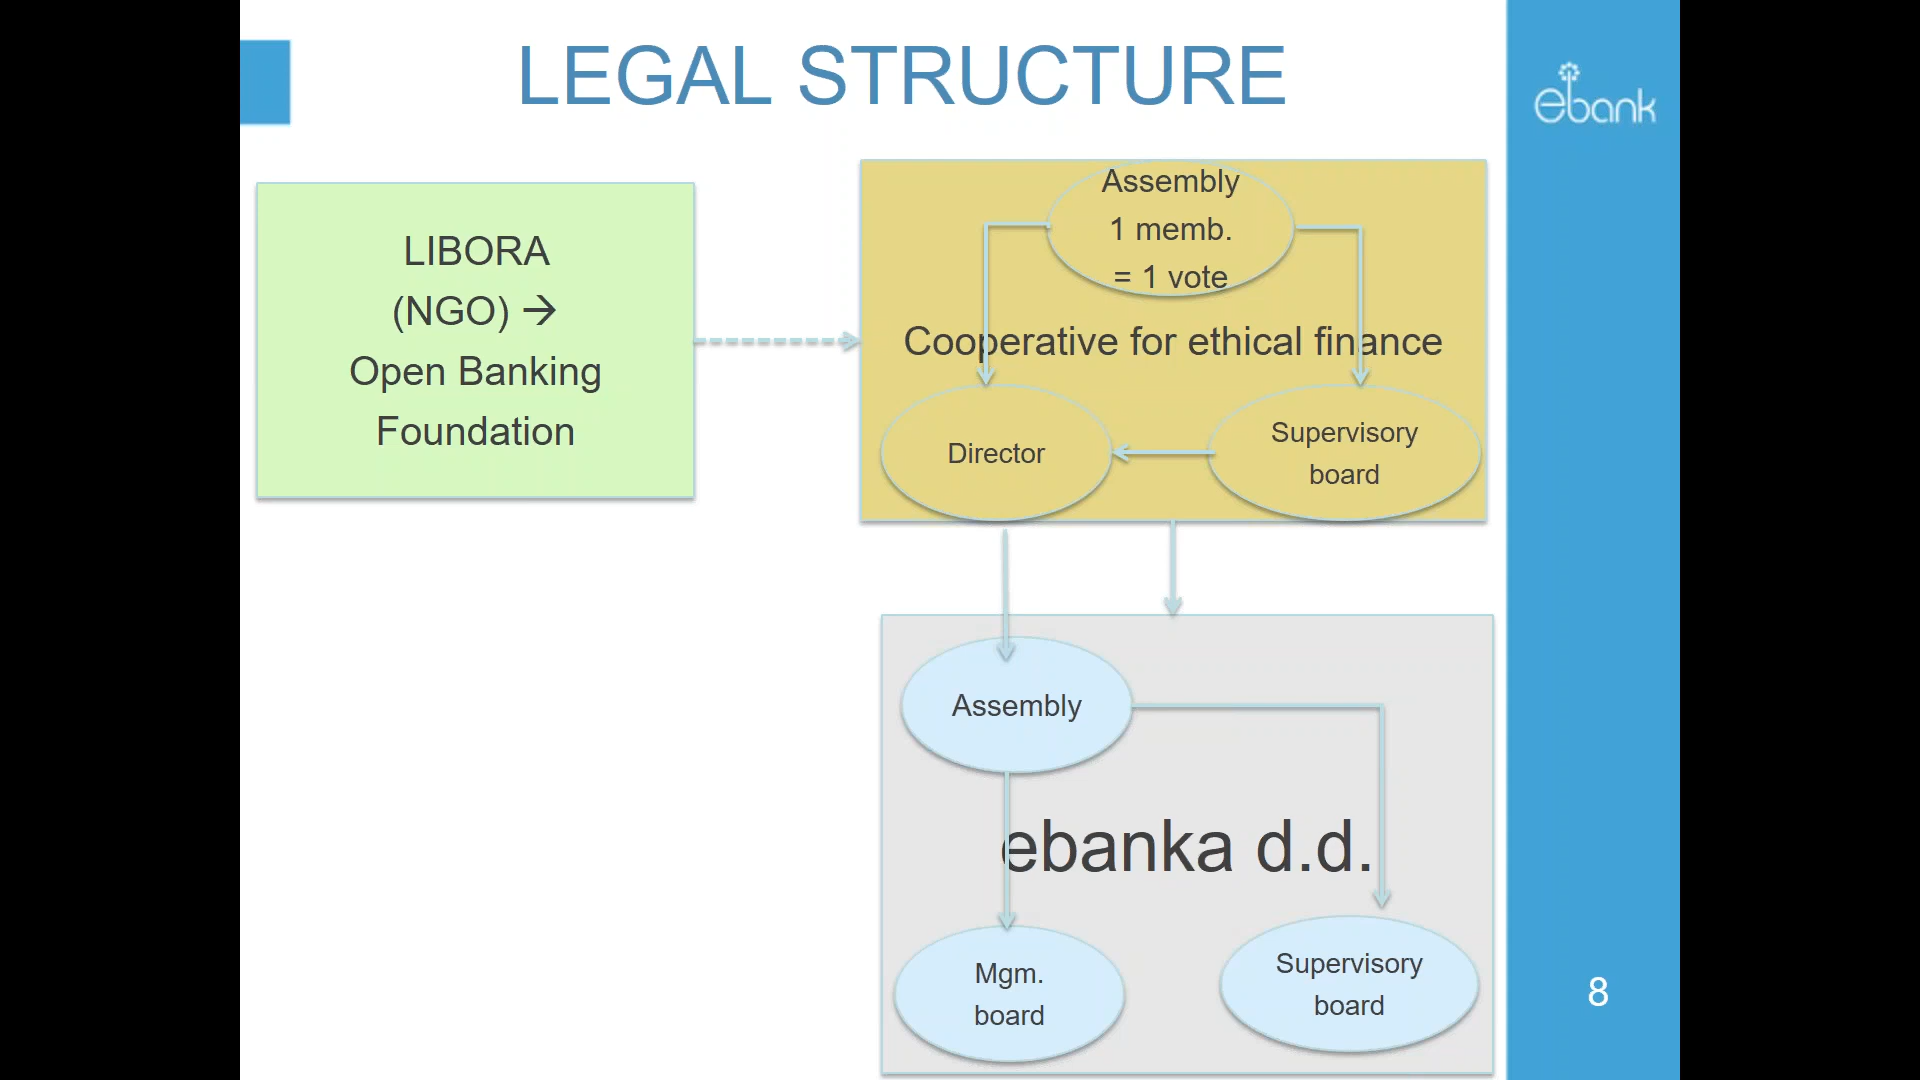 LEGAL STRUCTURE
ebank
LIBORA
(NGO) →
Open Banking
Foundation
Assembly
1 memb.
= 1 vote
Cooperative for ethical finance
Director
Supervisory
board
Assembly
ebanka d.d.
Mgm.
board
Supervisory
board
8